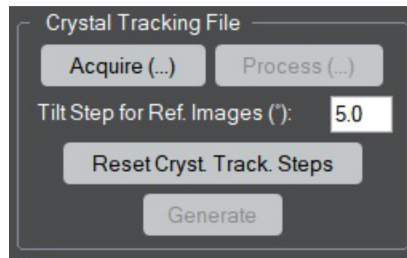 Crystal Tracking File
Acquire (...) Process (...)
Tilt Step for Ref. Images (°): 5.0
Reset Cryst. Track. Steps
Generate